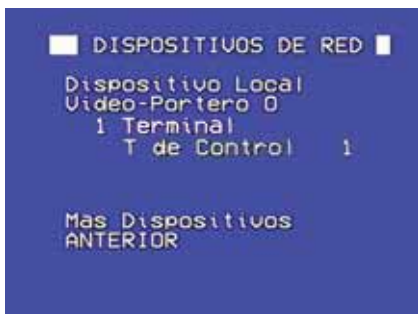 DISPOSITIVOS DE RED
Dispositivo Local
Video-Portero 0
1 Terminal
T de Control 1
Mas Dispositivos
ANTERIOR